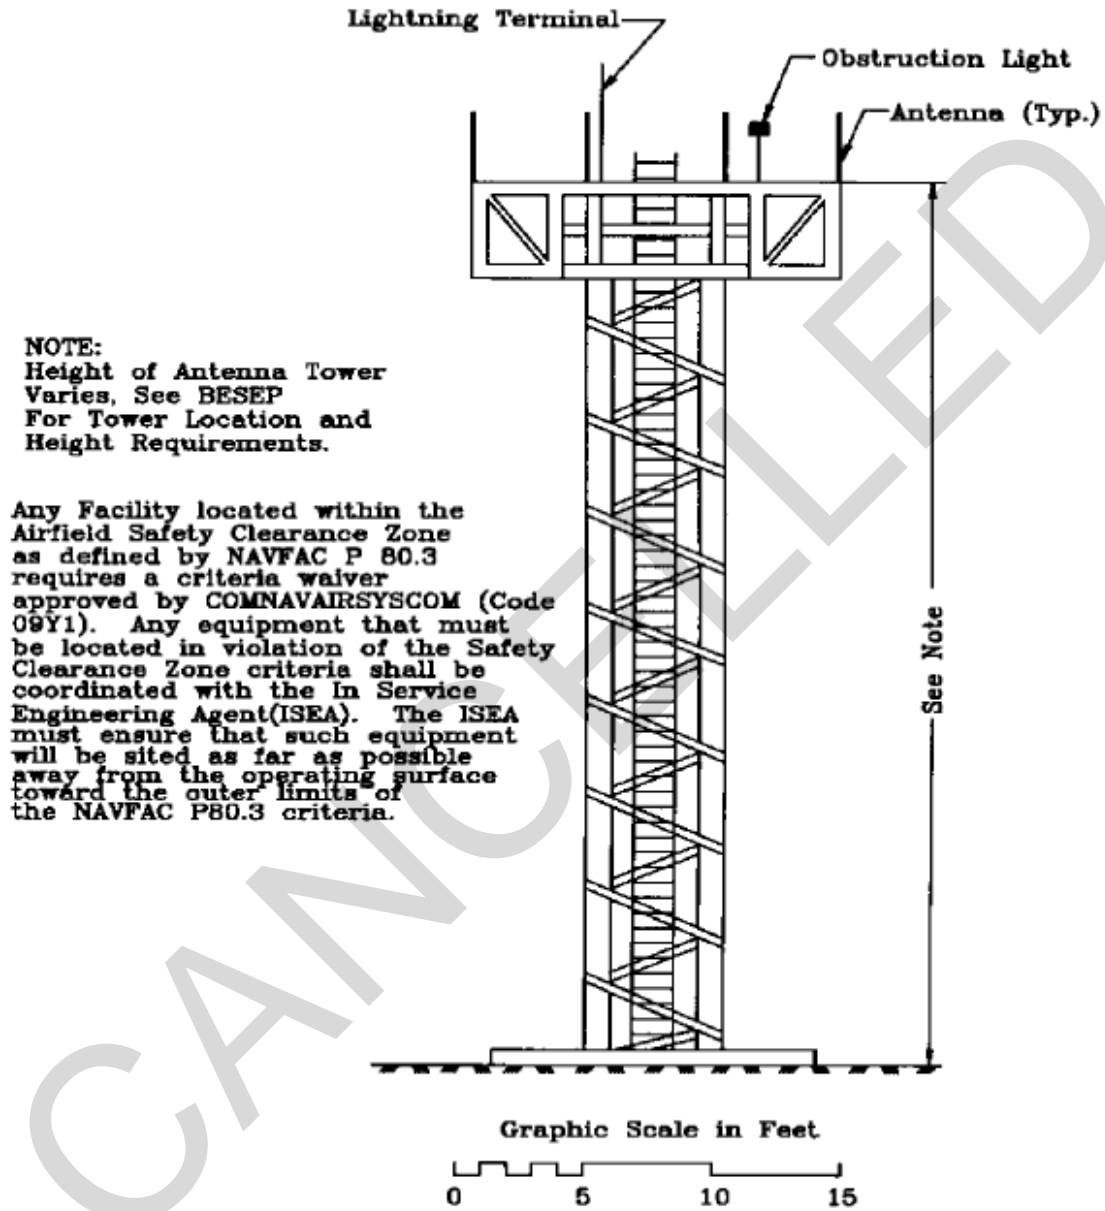 Lightning Terminal
Obstruction Light
Antenna (Typ.)
NOTE:
Height of Antenna Tower
Varies, See BESEP
For Tower Location and
Height Requirements.
Any Facility located within the
Airfield Safety Clearance Zone
as defined by NAVFAC P 80.3
requires a criteria waiver
approved by COMNAVAIRSYSCOM (Code
09Y1). Any equipment that must
be located in violation of the Safety
Clearance Zone criteria shall be
coordinated with the In Service
Engineering Agent(ISEA). The ISEA
must ensure that such equipment
will be sited as far as possible
away from the operating surface
toward the outer limits of
the NAVFAC P80.3 criteria.
See Note
Graphic Scale in Feet
0 5 10 15
CANCELLED